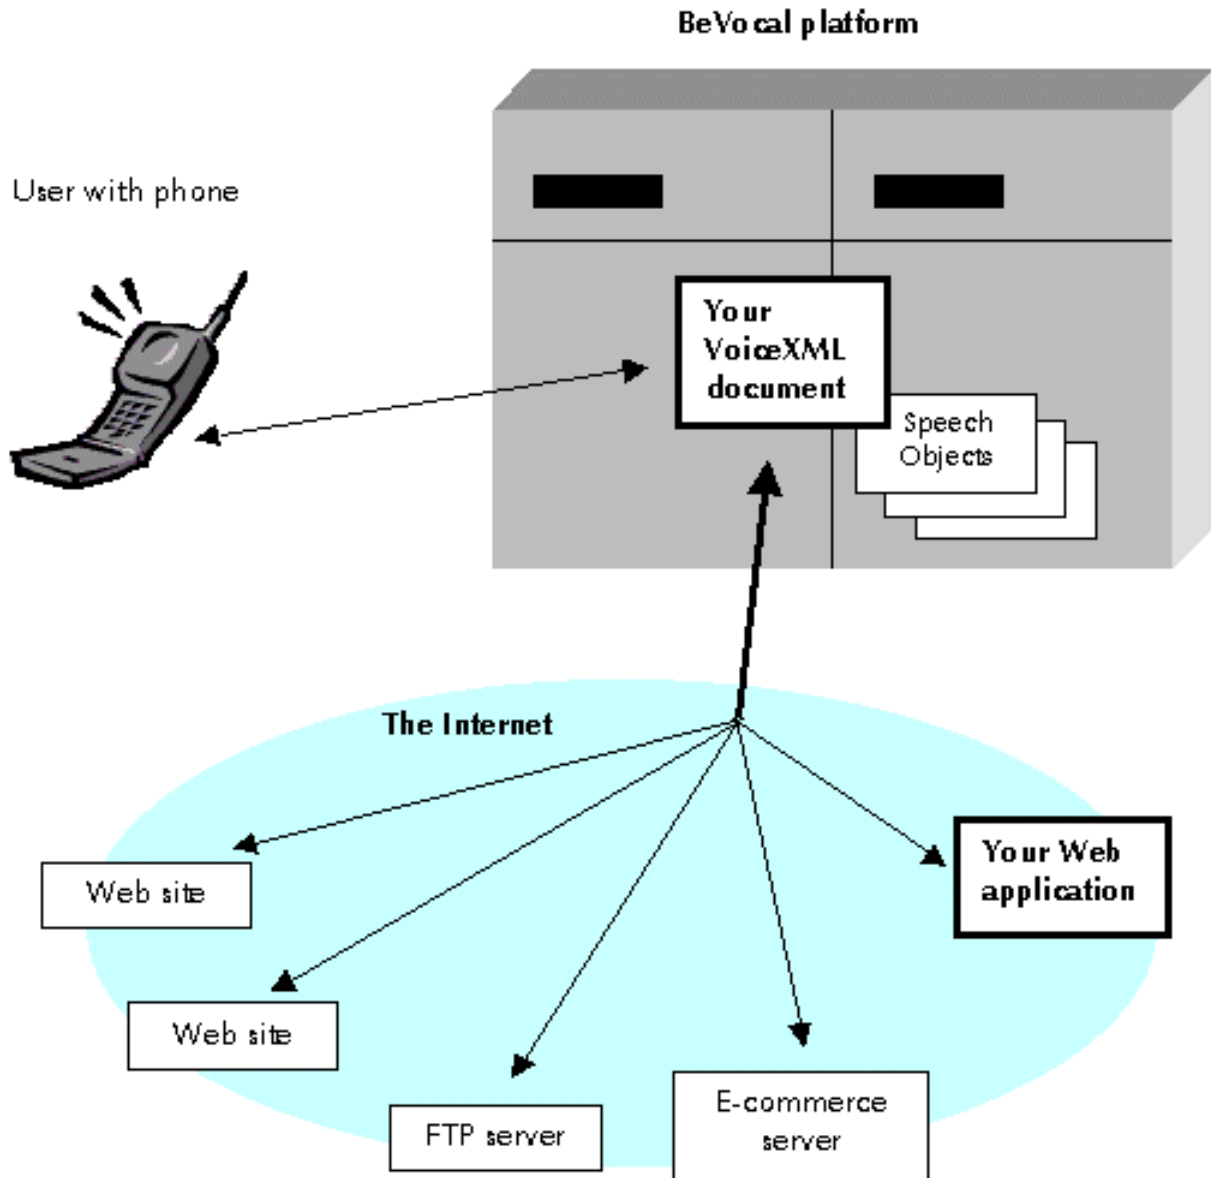 BeVocal platform
User with phone
Your
VoiceXML
document
Speech
Objects
The Internet
Your Web
application
Web site
Web site
FTP server
E-commerce
server